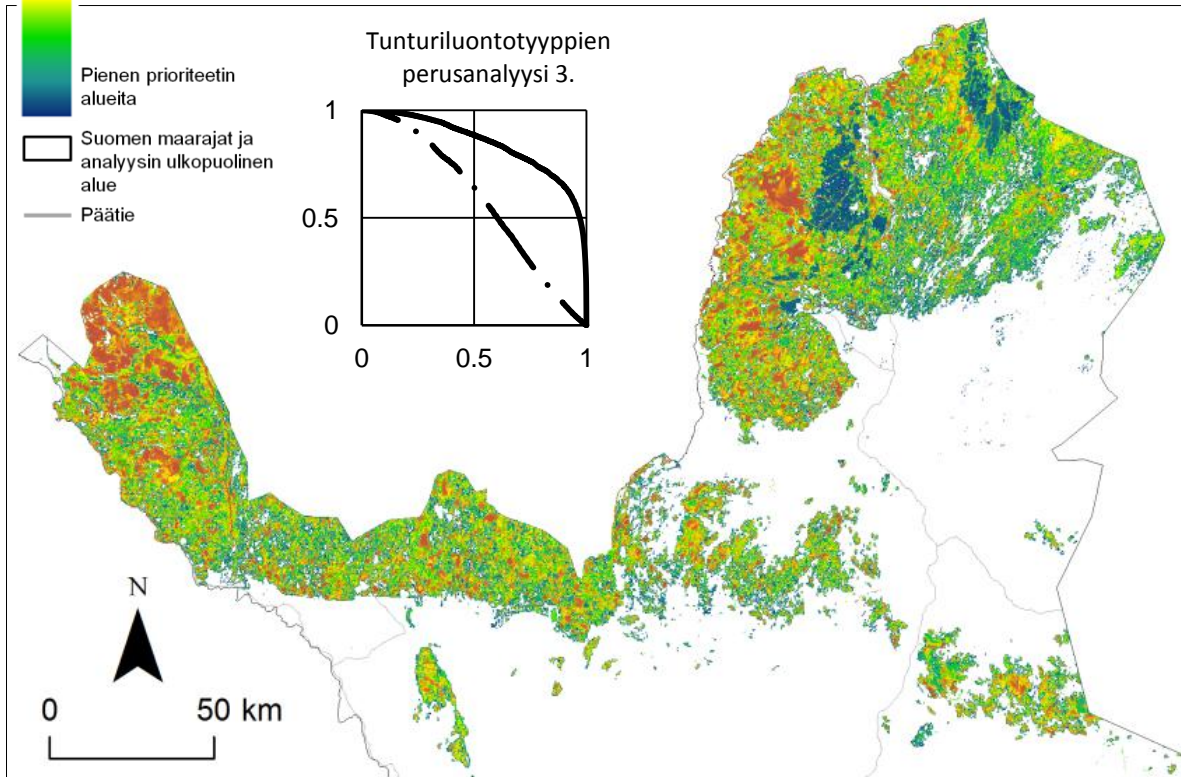 Pienen prioriteetin
alueita
Suomen maarajat ja
analyysin ulkopuolinen
alue
Päätie
Tunturiluontotyyppien
perusanalyysi 3.
1
0.5
0
0
0.5
1
N
0
50 km